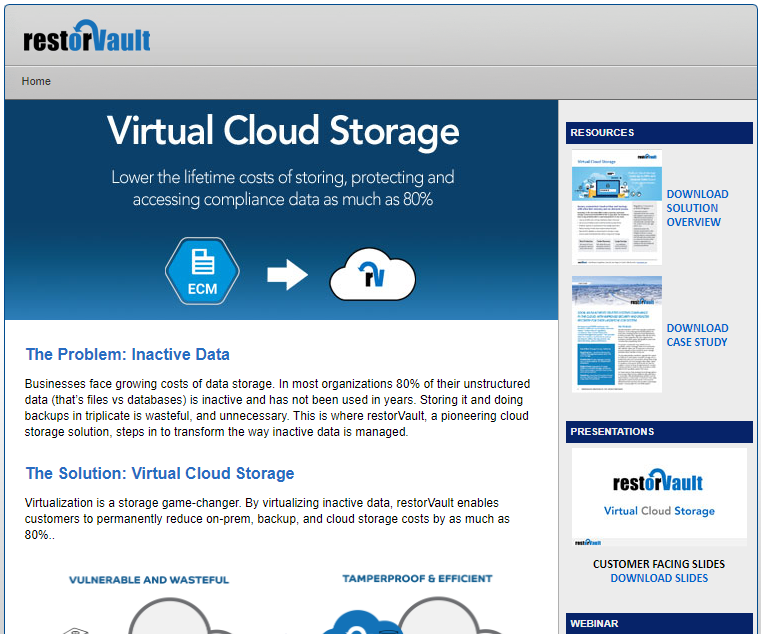 restorVault
Home
Virtual Cloud Storage
Lower the lifetime costs of storing, protecting and
accessing compliance data as much as 80%
ECM
rV
The Problem: Inactive Data
Businesses face growing costs of data storage. In most organizations 80% of their unstructured
data (that's files vs databases) is inactive and has not been used in years. Storing it and doing
backups in triplicate is wasteful, and unnecessary. This is where restorVault, a pioneering cloud
storage solution, steps in to transform the way inactive data is managed.
The Solution: Virtual Cloud Storage
Virtualization is a storage game-changer. By virtualizing inactive data, restorVault enables
customers to permanently reduce on-prem, backup, and cloud storage costs by as much as
80%..
VULNERABLE AND WASTEFUL
TAMPERPROOF & EFFICIENT
RESOURCES
restorVault
Virtual Cloud Storage
DOWNLOAD
SOLUTION
OVERVIEW
restorVault
DOWNLOAD
CASE STUDY
PRESENTATIONS
restorVault
Virtual Cloud Storage
restorVault
CUSTOMER FACING SLIDES
DOWNLOAD SLIDES
WEBINAR